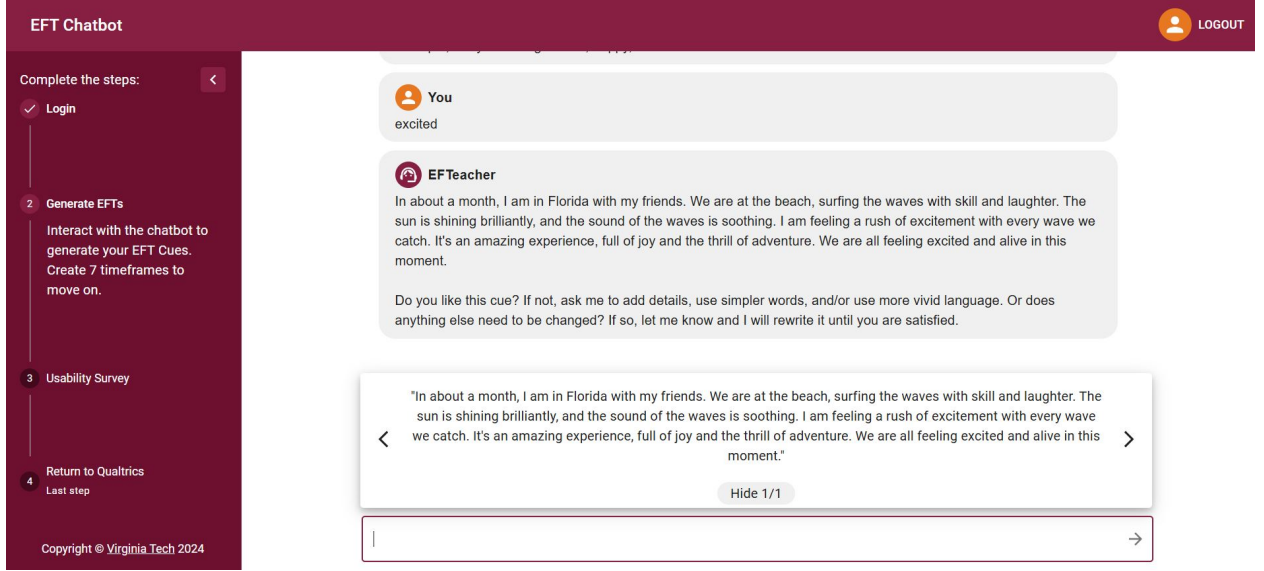 EFT Chatbot
LOGOUT
Complete the steps:
Login
2 Generate EFTs
Interact with the chatbot to
generate your EFT Cues.
Create 7 timeframes to
move on.
3 Usability Survey
4 Return to Qualtrics
Last step
Copyright © Virginia Tech 2024
You
excited
EFTeacher
In about a month, I am in Florida with my friends. We are at the beach, surfing the waves with skill and laughter. The
sun is shining brilliantly, and the sound of the waves is soothing. I am feeling a rush of excitement with every wave we
catch. It's an amazing experience, full of joy and the thrill of adventure. We are all feeling excited and alive in this
moment.
Do you like this cue? If not, ask me to add details, use simpler words, and/or use more vivid language. Or does
anything else need to be changed? If so, let me know and I will rewrite it until you are satisfied.
"In about a month, I am in Florida with my friends. We are at the beach, surfing the waves with skill and laughter. The
sun is shining brilliantly, and the sound of the waves is soothing. I am feeling a rush of excitement with every wave
we catch. It's an amazing experience, full of joy and the thrill of adventure. We are all feeling excited and alive in this
moment."
Hide 1/1